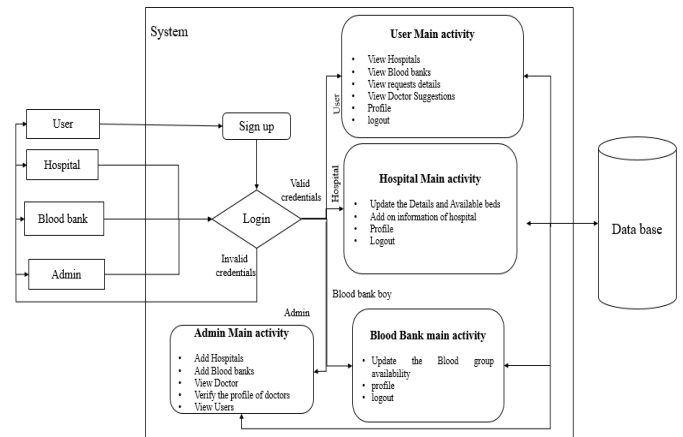 System
User
Hospital
Blood bank
Admin
Sign up
Login
Valid
credentials
Invalid
credentials
User
Hospital
Blood bank boy
Admin
User Main activity
• View Hospitals
• View Blood banks
• View requests details
• View Doctor Suggestions
• Profile
• logout
Hospital Main activity
• Update the Details and Available beds
• Add on information of hospital
• Profile
• Logout
Admin Main activity
• Add Hospitals
• Add Blood banks
• View Doctor
• Verify the profile of doctors
• View Users
Blood Bank main activity
• Update the Blood group
availability
• profile
• logout
Data base